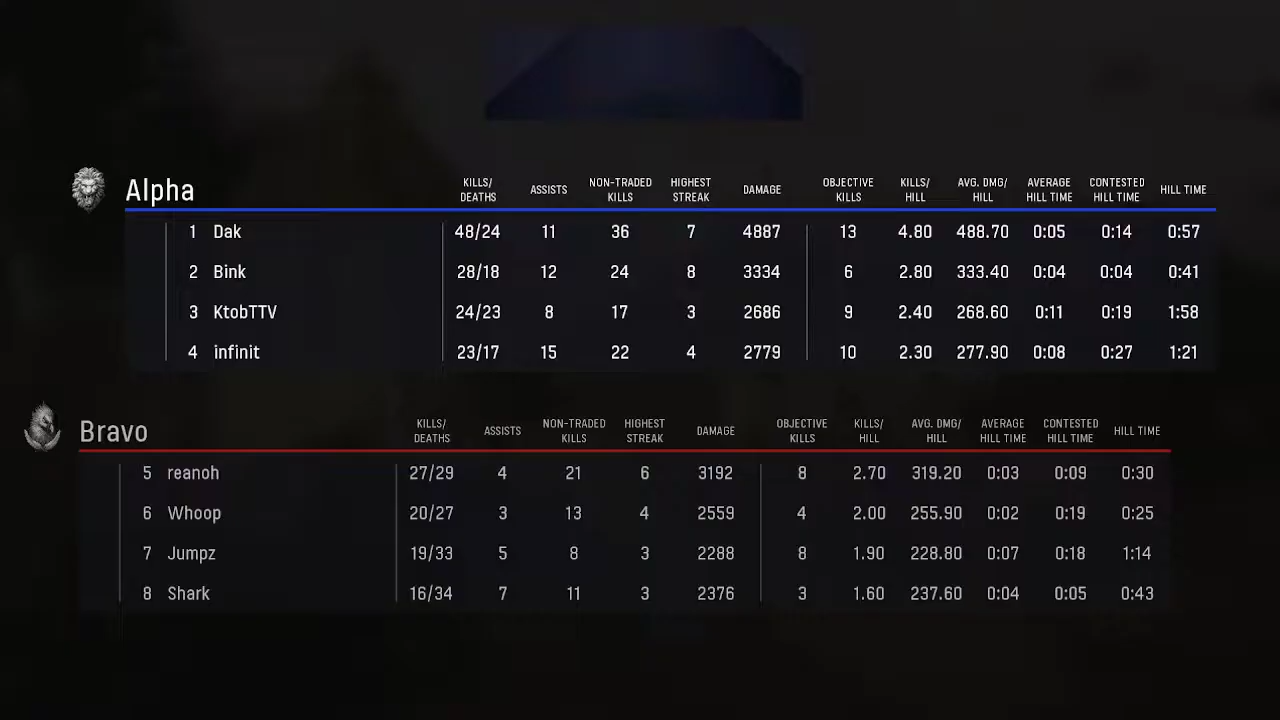 Alpha KILLS/ DEATHS ASSISTS NON-TRADED KILLS HIGHEST STREAK DAMAGE OBJECTIVE KILLS KILLS/ HILL AVG. DMG/ HILL AVERAGE HILL TIME CONTESTED HILL TIME HILL TIME
1 Dak 48/24 11 36 7 4887 13 4.80 488.70 0:05 0:14 0:57
2 Bink 28/18 12 24 8 3334 6 2.80 333.40 0:04 0:04 0:41
3 KtobTTV 24/23 8 17 3 2686 9 2.40 268.60 0:11 0:19 1:58
4 infinit 23/17 15 22 4 2779 10 2.30 277.90 0:08 0:27 1:21
Bravo KILLS/ DEATHS ASSISTS NON-TRADED KILLS HIGHEST STREAK DAMAGE OBJECTIVE KILLS KILLS/ HILL AVG. DMG/ HILL AVERAGE HILL TIME CONTESTED HILL TIME HILL TIME
5 reanoh 27/29 4 21 6 3192 8 2.70 319.20 0:03 0:09 0:30
6 Whoop 20/27 3 13 4 2559 4 2.00 255.90 0:02 0:19 0:25
7 Jumpz 19/33 5 8 3 2288 8 1.90 228.80 0:07 0:18 1:14
8 Shark 16/34 7 11 3 2376 3 1.60 237.60 0:04 0:05 0:43